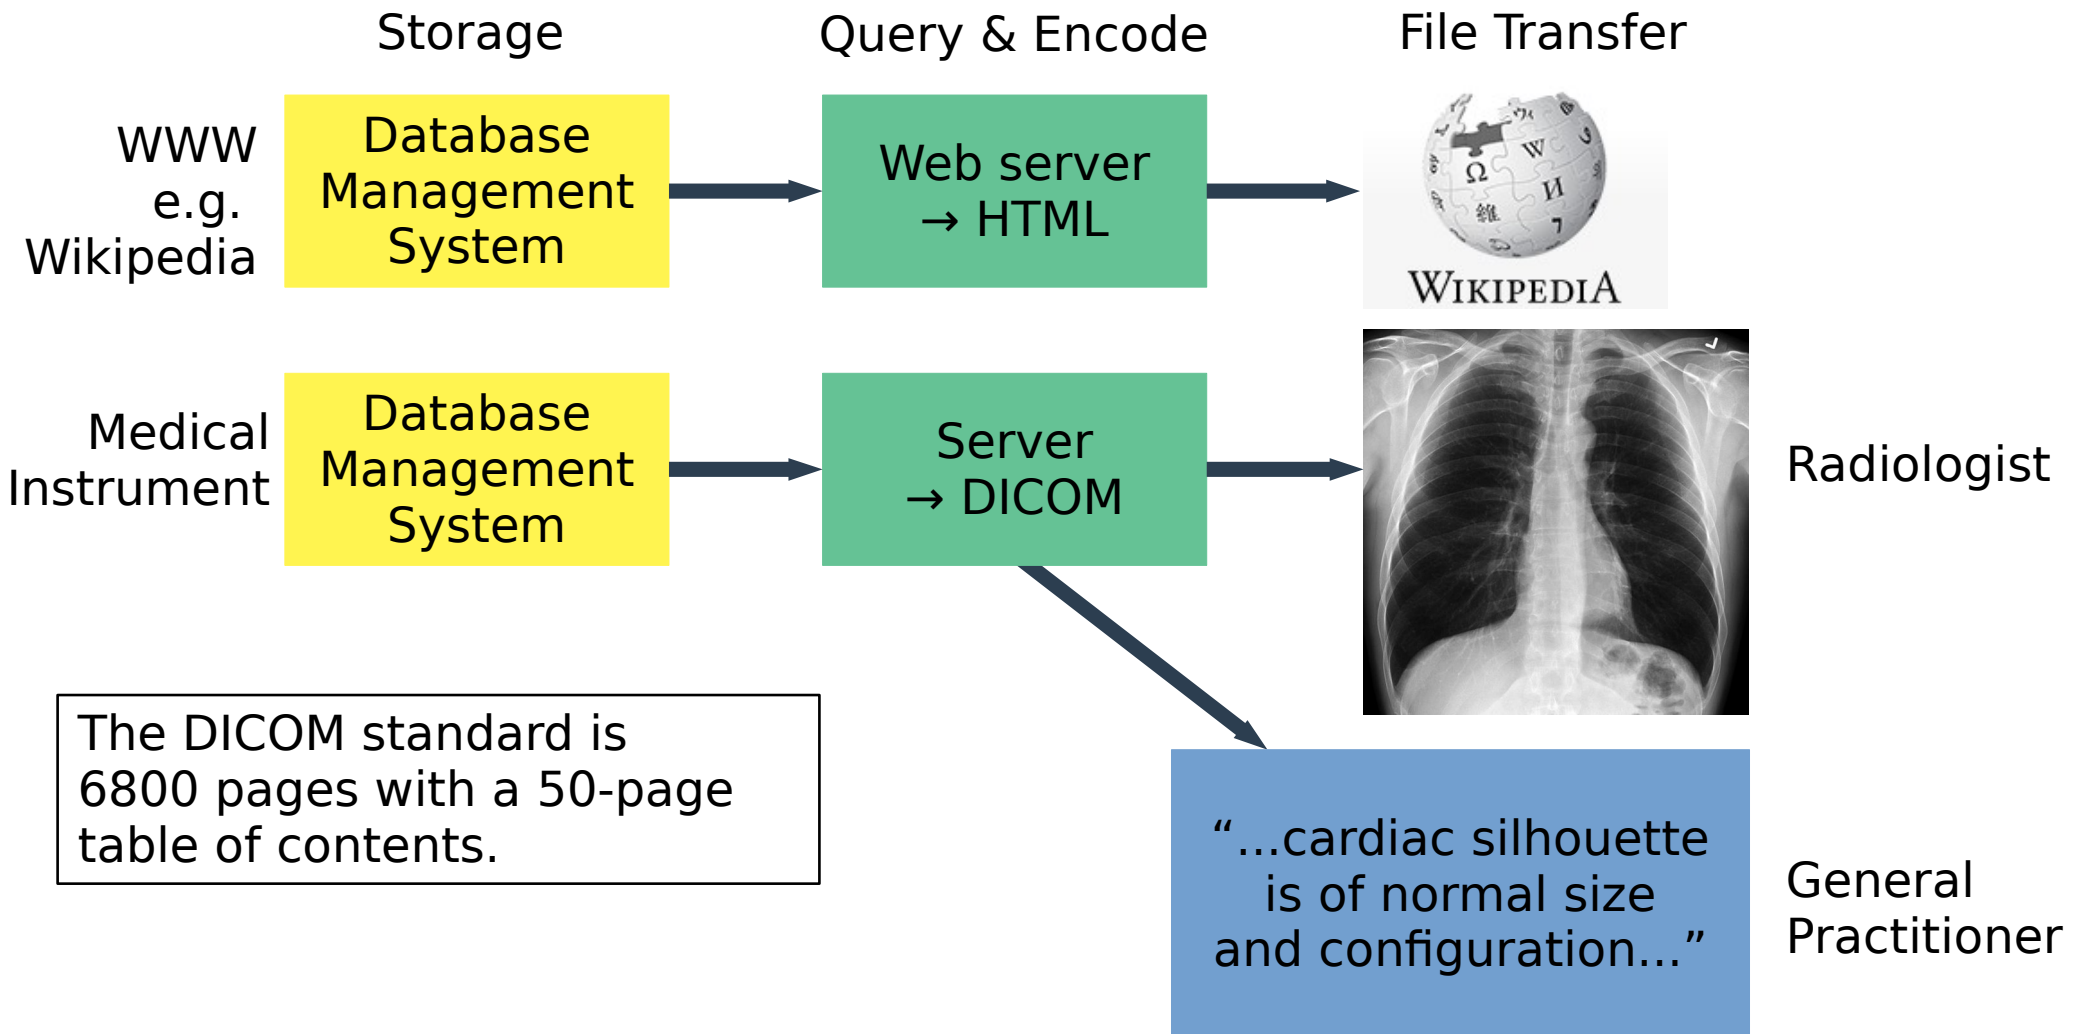 Storage
Query & Encode
File Transfer
WWW
e.g.
Wikipedia
Database
Management
System
Web server
→ HTML
Ω
W
И
維
7
WIKIPEDIA
Medical
Instrument
Database
Management
System
Server
→ DICOM
Radiologist
The DICOM standard is
6800 pages with a 50-page
table of contents.
“...cardiac silhouette
is of normal size
and configuration...”
General
Practitioner